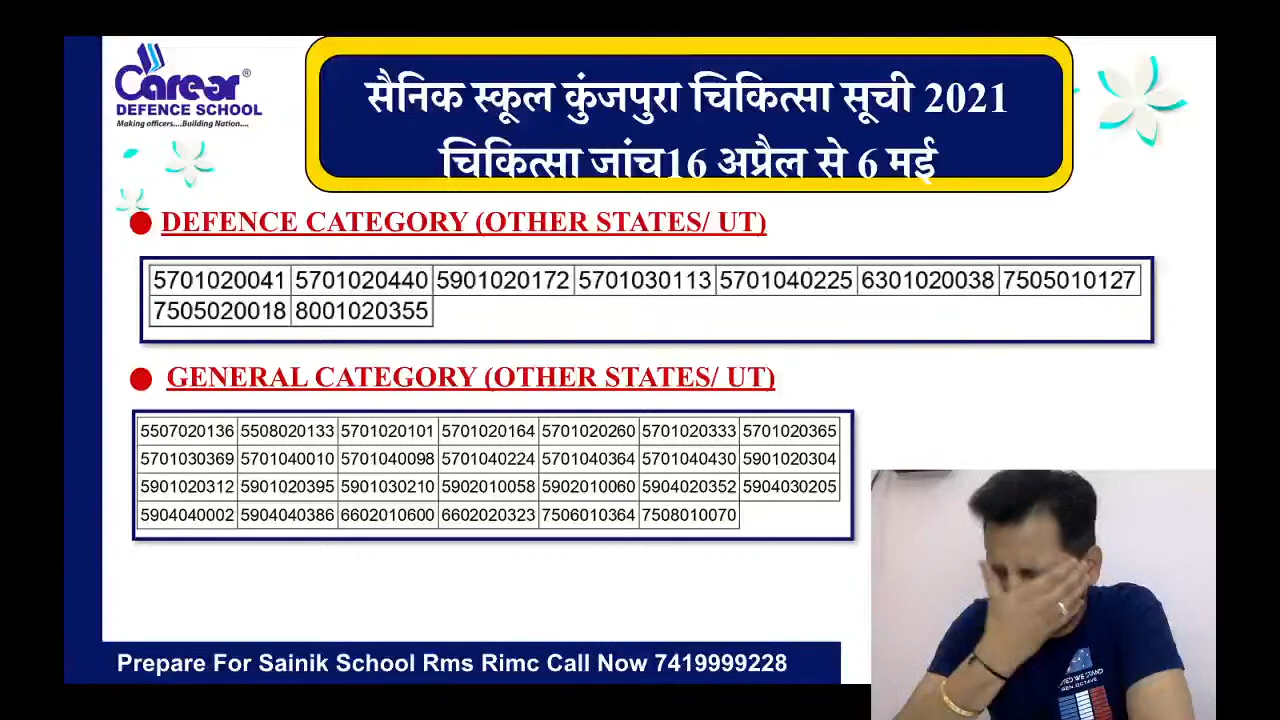 Carear®
DEFENCE SCHOOL
Making officers....Building Nation....
सैनिक स्कूल कुंजपुरा चिकित्सा सूची 2021
चिकित्सा जांच16 अप्रैल से 6 मई
DEFENCE CATEGORY (OTHER STATES/ UT)
5701020041 5701020440 5901020172 5701030113 5701040225 6301020038 7505010127
7505020018 8001020355
GENERAL CATEGORY (OTHER STATES/ UT)
5507020136 5508020133 5701020101 5701020164 5701020260 5701020333 5701020365
5701030369 5701040010 5701040098 5701040224 5701040364 5701040430 5901020304
5901020312 5901020395 5901030210 5902010058 5902010060 5904020352 5904030205
5904040002 5904040386 6602010600 6602020323 7506010364 7508010070
Prepare For Sainik School Rms Rimc Call Now 7419999228
WE STAND